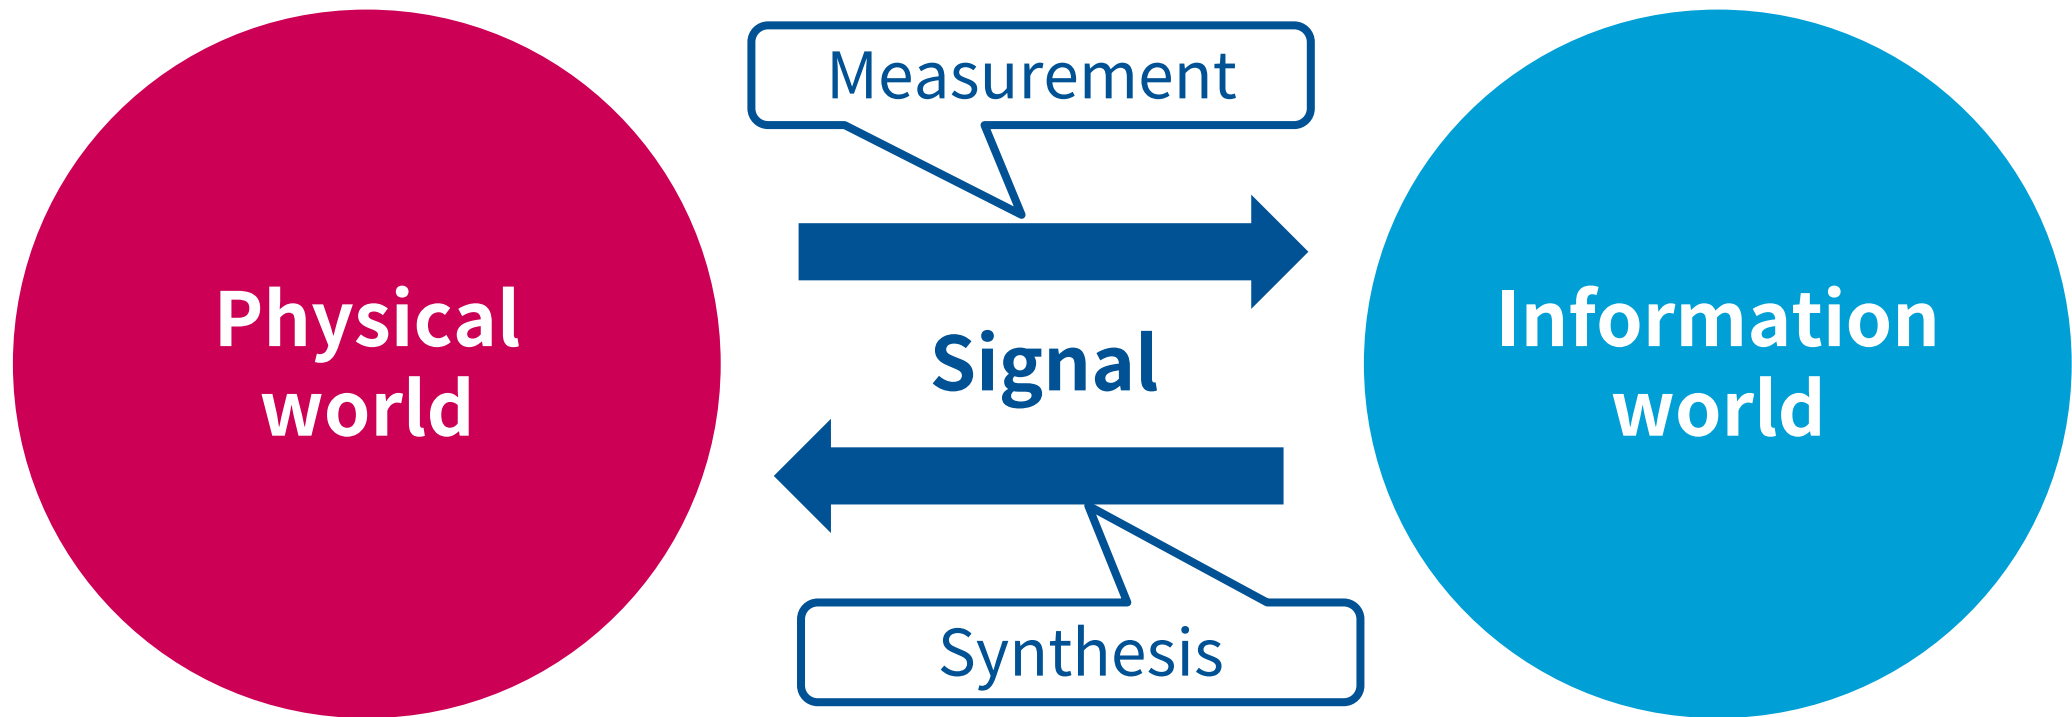 Measurement
Physical
world
Signal
Information
world
Synthesis